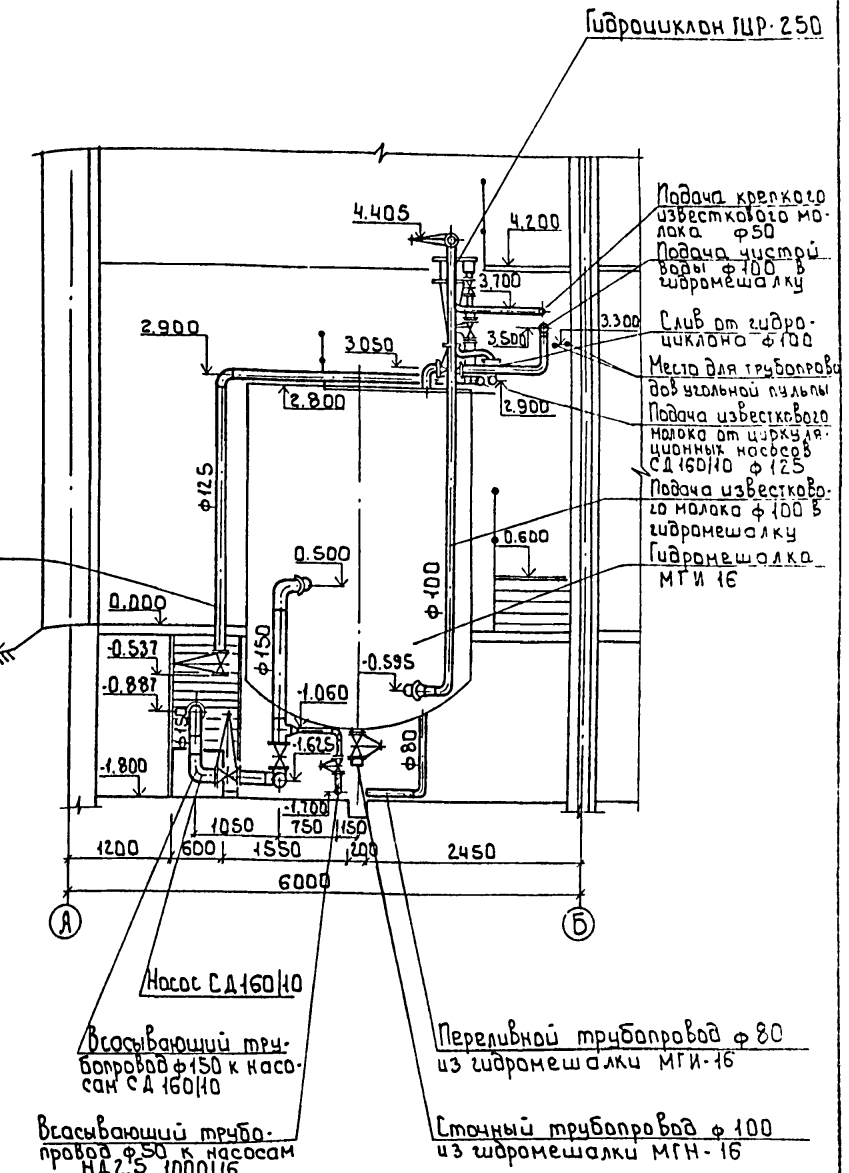 Гидроциклон ГЦР-250
4.405
4.200
Подача крепкого
известкового мо-
лока ф50
Подача чистой
воды ф100 в
гидромешалку
3.700
3.300
3.500
Слив от гидро-
циклона ф100
2.900
3.050
Место для трубопрово
дов угольной пульпы
2.800
2.900
Подача известкового
молока от циркуля-
ционных насосов
СД160/10 ф125
ф125
Подача известково-
го молока ф100 в
гидромешалку
0.500
0.600
Гидромешалка
МГИ 16
ф100
0.000
ф150
-0.537
-0.595
-0.887
-1.060
ф150
-1.625
ф80
-1.800
-1.700
1050
750
150
1200
600
1550
200
2450
6000
А
Б
Насос СД160/10
Всасывающий тру-
бопровод ф150 к насо-
сам СД 160/10
Переливной трубопровод ф80
из гидромешалки МГИ-16
Всасывающий трубо-
провод ф50 к насосам
НД2.5 1000/16
Сточный трубопровод ф100
из гидромешалки МГН-16